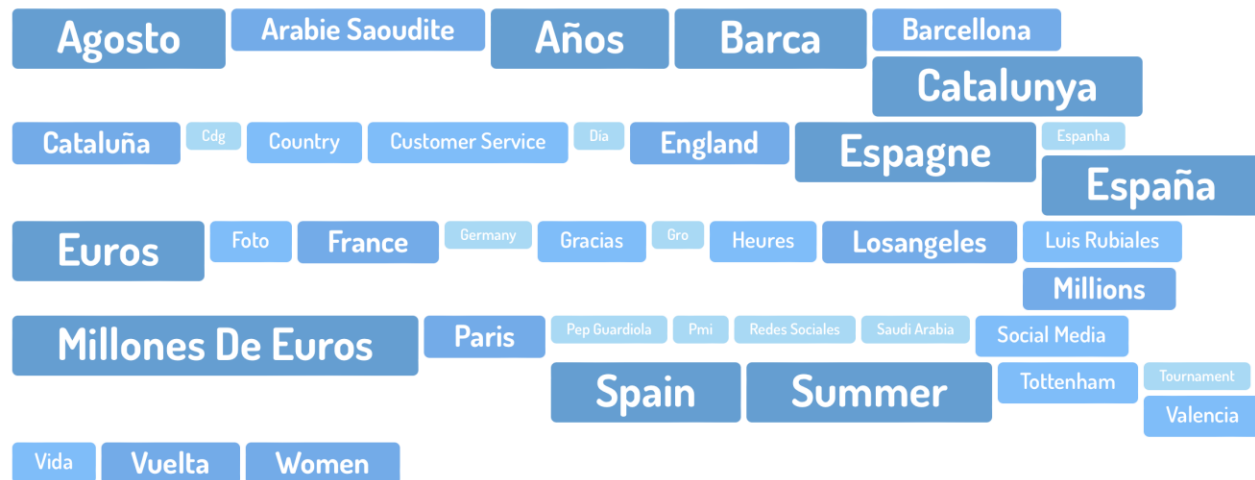 Agosto Arabie Saoudite Años Barca Barcellona
Catalunya
Cataluña Cdg Country Customer Service Día England Espagne Espanha
España
Euros Foto France Germany Gracias Gro Heures Losangeles Luis Rubiales
Millions
Millones De Euros Paris Pep Guardiola Pmi Redes Sociales Saudi Arabia Social Media
Spain Summer Tottenham Tournament
Valencia
Vida Vuelta Women